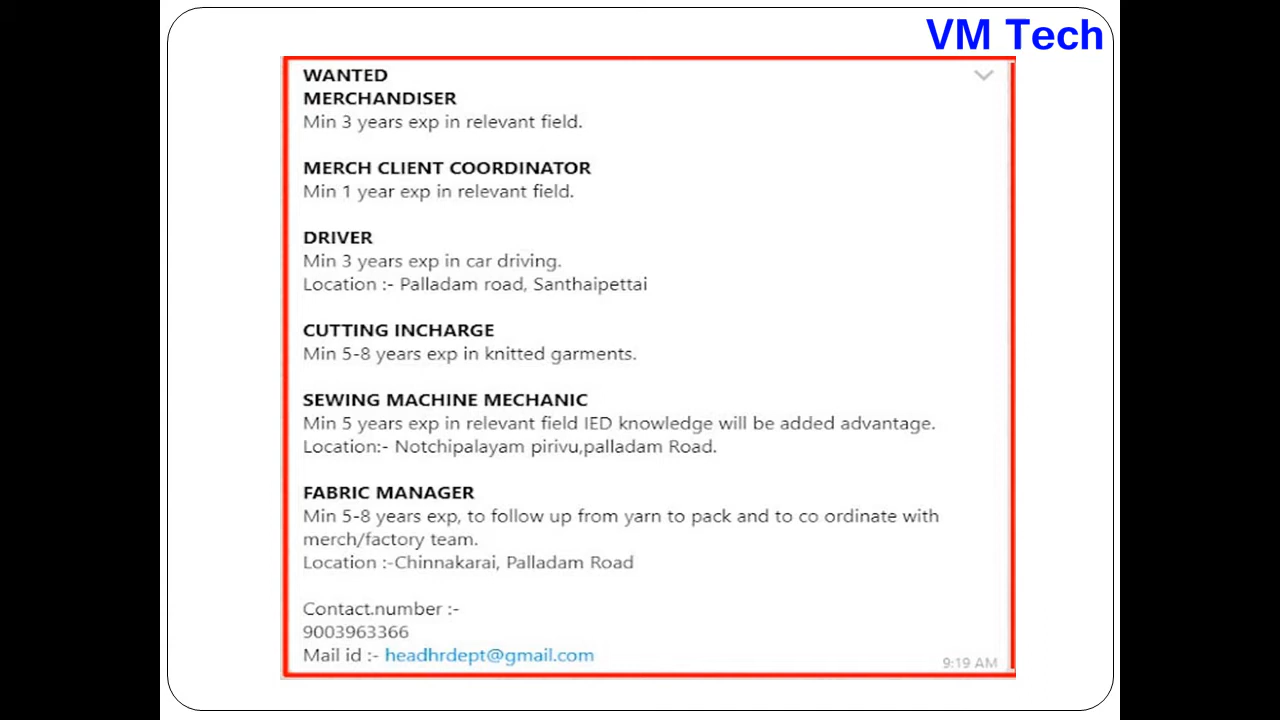 VM Tech
WANTED
MERCHANDISER
Min 3 years exp in relevant field.
MERCH CLIENT COORDINATOR
Min 1 year exp in relevant field.
DRIVER
Min 3 years exp in car driving.
Location :- Palladam road, Santhaipettai
CUTTING INCHARGE
Min 5-8 years exp in knitted garments.
SEWING MACHINE MECHANIC
Min 5 years exp in relevant field IED knowledge will be added advantage.
Location:- Notchipalayam pirivu,palladam Road.
FABRIC MANAGER
Min 5-8 years exp, to follow up from yarn to pack and to co ordinate with
merch/factory team.
Location :-Chinnakarai, Palladam Road
Contact.number :-
9003963366
Mail id :- headhrdept@gmail.com
9:19 AM